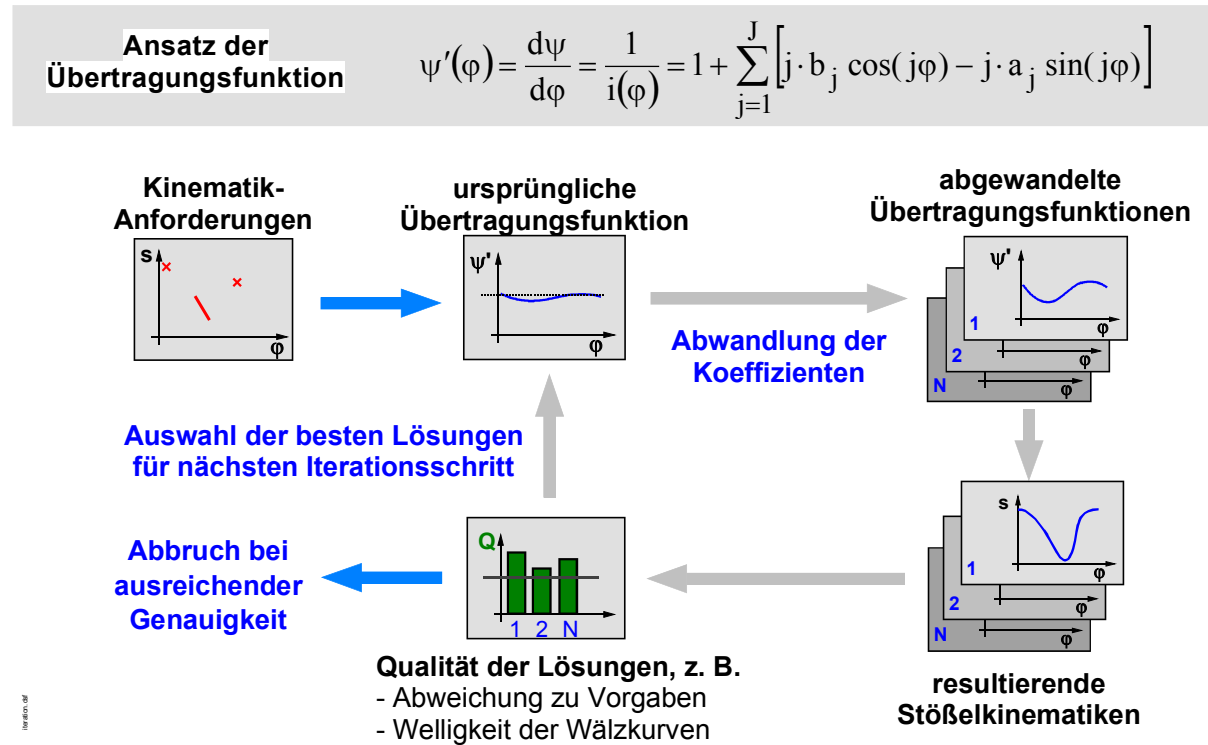 Ansatz der
Übertragungsfunktion
ψ′(φ) = dψ/dφ = 1/i(φ) = 1 + ∑_{j=1}^{J} [j · b_j cos(jφ) − j · a_j sin(jφ)]
Kinematik-
Anforderungen
s
φ
ursprüngliche
Übertragungsfunktion
ψ'
φ
Abwandlung der
Koeffizienten
abgewandelte
Übertragungsfunktionen
ψ'
φ
1
φ
2
φ
N
Auswahl der besten Lösungen
für nächsten Iterationsschritt
s
φ
1
φ
2
φ
N
resultierende
Stößelkinematiken
Q
1 2 N
Qualität der Lösungen, z. B.
- Abweichung zu Vorgaben
- Welligkeit der Wälzkurven
Abbruch bei
ausreichender
Genauigkeit